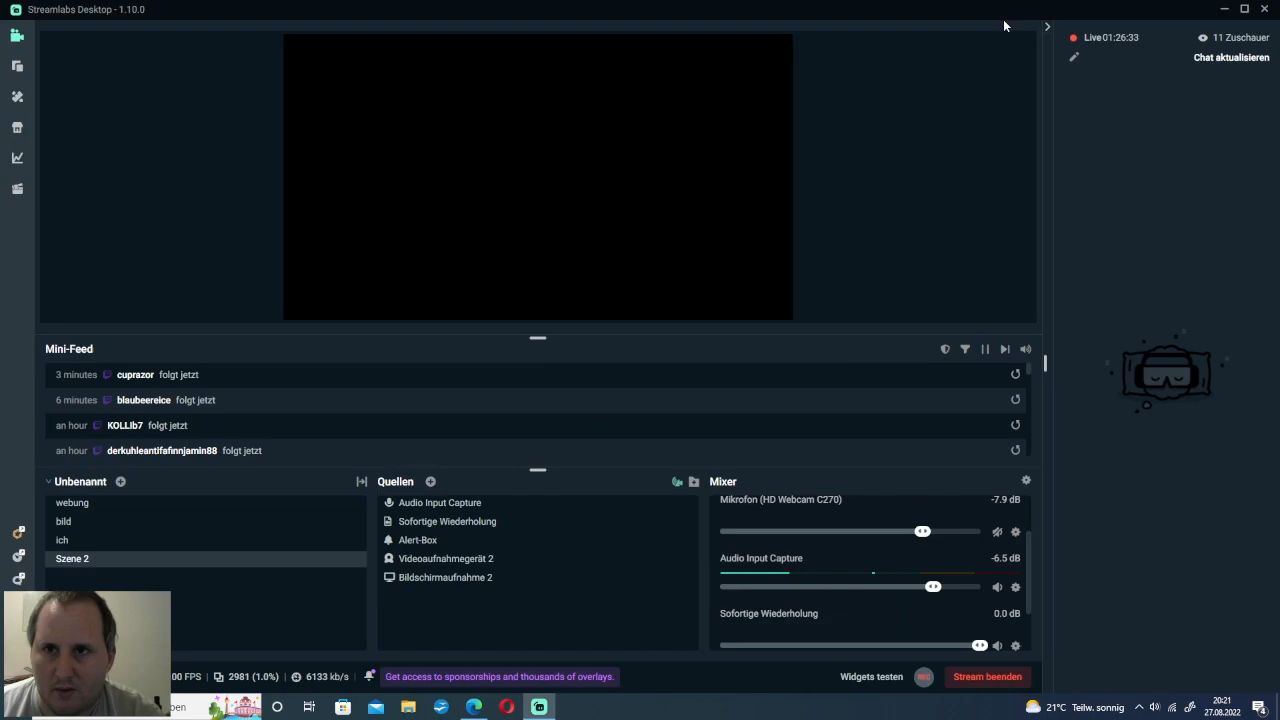 Streamlabs Desktop - 1.10.0
Live 01:26:33
11 Zuschauer
Chat aktualisieren
Mini-Feed
3 minutes cuprazor folgt jetzt
6 minutes blaubeereice folgt jetzt
an hour KOLLIb7 folgt jetzt
an hour derkuhleantifafinnjamin88 folgt jetzt
Unbenannt
webung
bild
ich
Szene 2
Quellen
Audio Input Capture
Sofortige Wiederholung
Alert-Box
Videoaufnahmegerät 2
Bildschirmaufnahme 2
Mixer
Mikrofon (HD Webcam C270) -7.9 dB
Audio Input Capture -6.5 dB
Sofortige Wiederholung 0.0 dB
00 FPS 2981 (1.0%) 6133 kb/s Get access to sponsorships and thousands of overlays. Widgets testen REC Stream beenden
pen
21°C Teilw. sonnig
20:21
27.08.2022
4